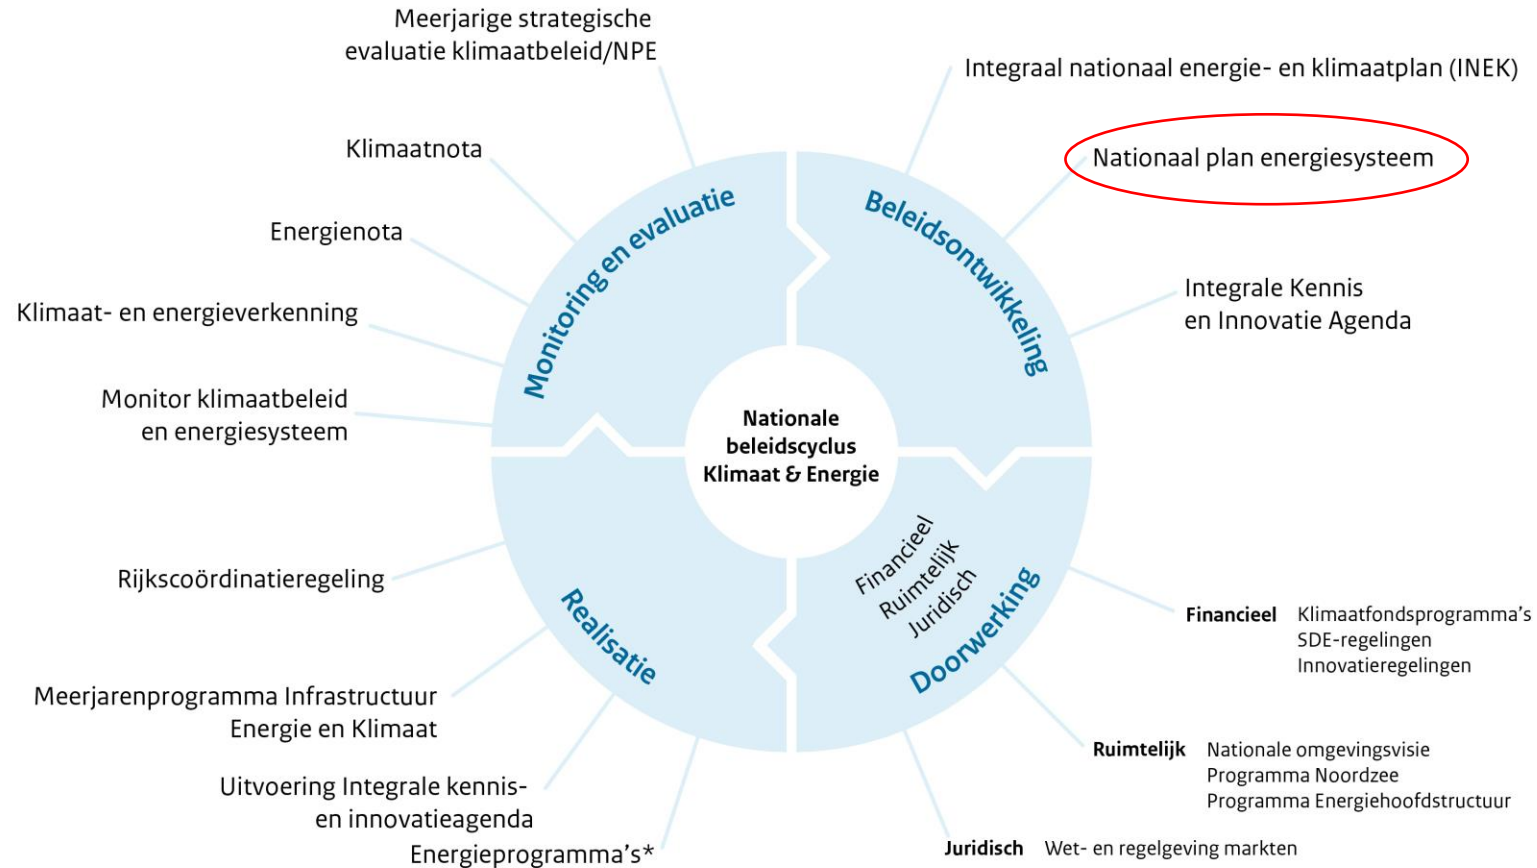 Meerjarige strategische
evaluatie klimaatbeleid/NPE
Klimaatnota
Energienota
Klimaat- en energieverkenning
Monitor klimaatbeleid
en energiesysteem
Monitoring en evaluatie
Integraal nationaal energie- en klimaatplan (INEK)
Nationaal plan energiesysteem
Integrale Kennis
en Innovatie Agenda
Beleidsontwikkeling
Nationale
beleidscyclus
Klimaat & Energie
Financieel
Ruimtelijk
Juridisch
Doorwerking
Financieel Klimaatfondsprogramma's
SDE-regelingen
Innovatieregelingen
Ruimtelijk Nationale omgevingsvisie
Programma Noordzee
Programma Energiehoofdstructuur
Juridisch Wet- en regelgeving markten
Realisatie
Rijkscoördinatieregeling
Meerjarenprogramma Infrastructuur
Energie en Klimaat
Uitvoering Integrale kennis-
en innovatieagenda
Energieprogramma's*